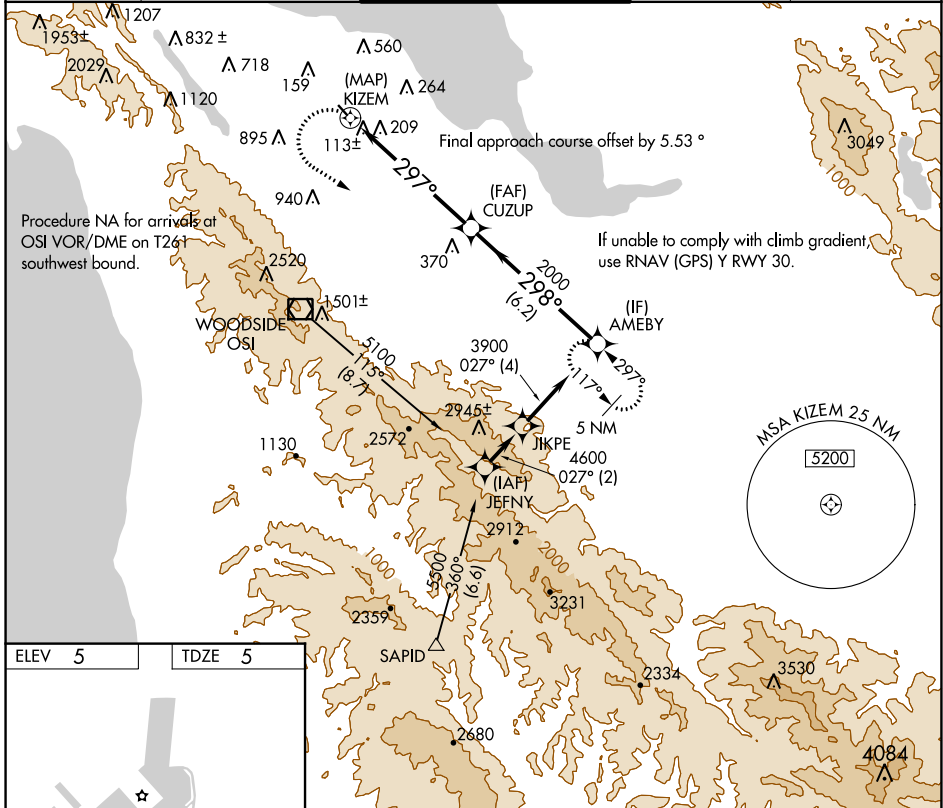 1207
1953±
832 ±
560
2029
718
159
(MAP)
KIZEM
264
1120
895
113±
209
Final approach course offset by 5.53 °
3049
1000
297°
940
(FAF)
CUZUP
Procedure NA for arrivals at
OSI VOR/DME on T261
southwest bound.
370
If unable to comply with climb gradient,
use RNAV (GPS) Y RWY 30.
2520
2000
298°
(6.2)
1501±
WOODSIDE
OSI
(IF)
AMEBY
5100
115°
(8.7)
3900
027° (4)
297°
117°
5 NM
2945±
JIKPE
2572
1130
4600
027° (2)
(IAF)
JEFNY
MSA KIZEM 25 NM
5200
2912
1000
2000
5500
360°
(6.6)
2359
3231
SAPID
ELEV 5
TDZE 5
2334
3530
2680
4084